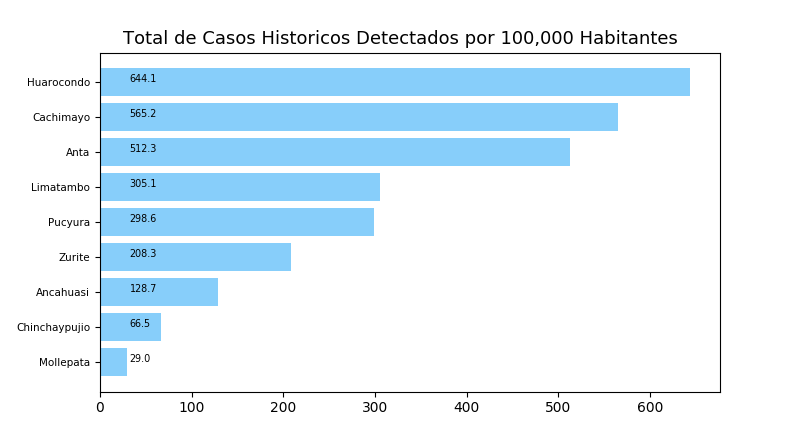 Total de Casos Historicos Detectados por 100,000 Habitantes
Huarocondo 644.1
Cachimayo 565.2
Anta 512.3
Limatambo 305.1
Pucyura 298.6
Zurite 208.3
Ancahuasi 128.7
Chinchaypujio 66.5
Mollepata 29.0
0 100 200 300 400 500 600